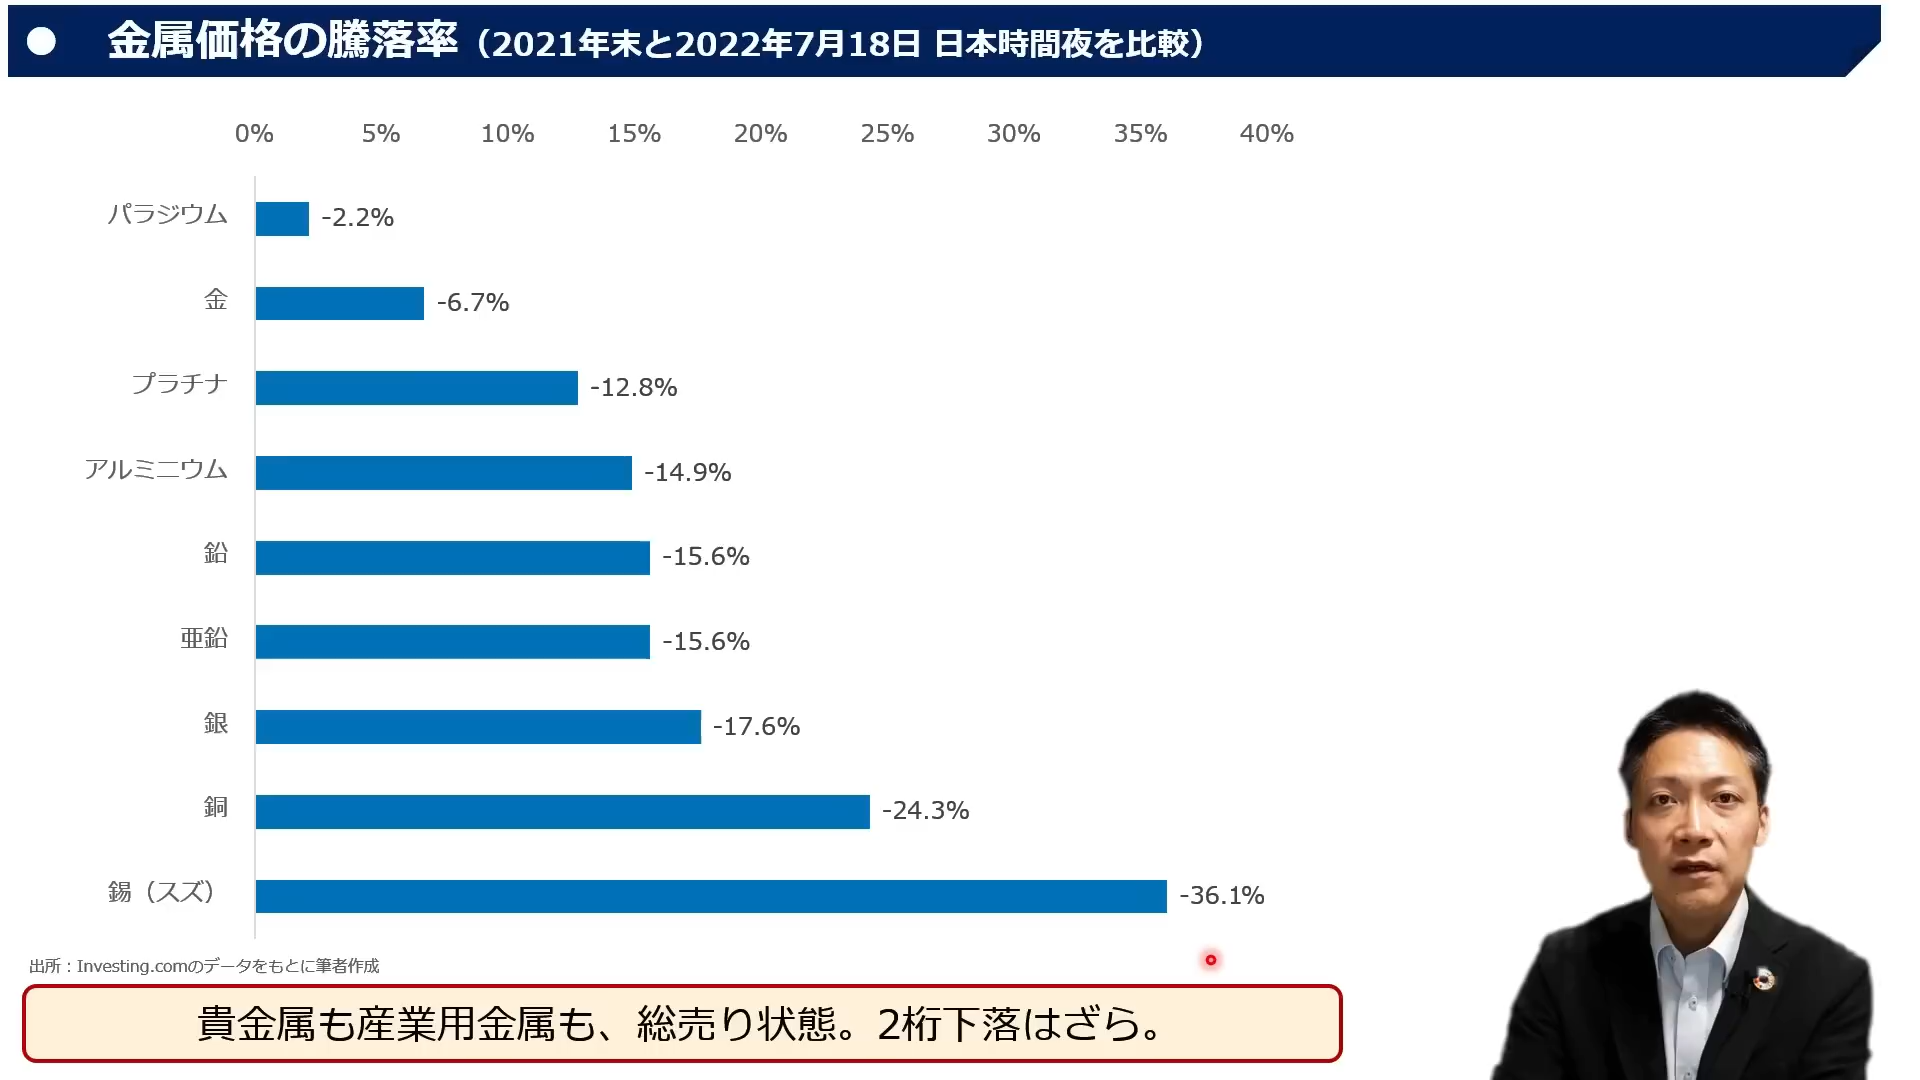 金属価格の騰落率（2021年末と2022年7月18日 日本時間夜を比較）
0% 5% 10% 15% 20% 25% 30% 35% 40%
パラジウム -2.2%
金 -6.7%
プラチナ -12.8%
アルミニウム -14.9%
鉛 -15.6%
亜鉛 -15.6%
銀 -17.6%
銅 -24.3%
錫（スズ） -36.1%
出所：Investing.comのデータをもとに筆者作成
貴金属も産業用金属も、総売り状態。2桁下落はざら。